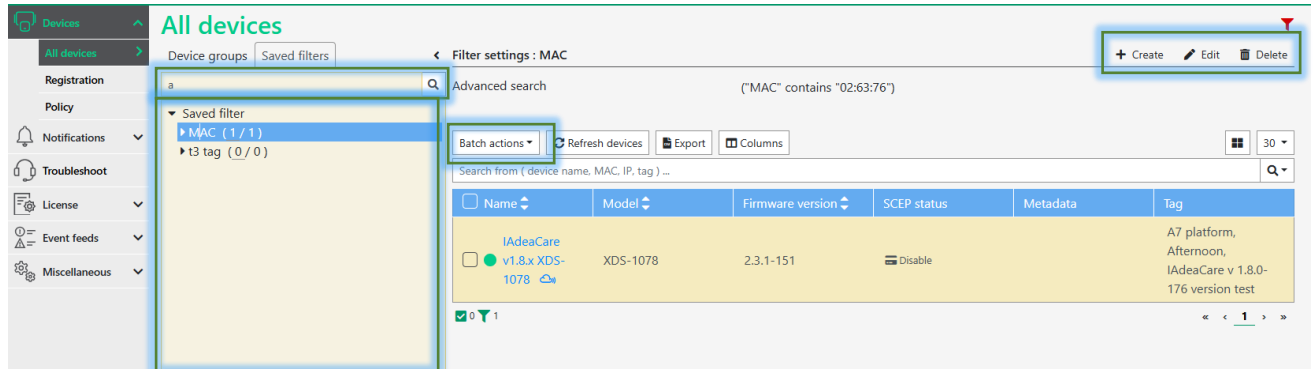 Devices
All devices
Registration
Policy
Notifications
Troubleshoot
License
Event feeds
Miscellaneous
All devices
Device groups Saved filters
a
Saved filter
MAC ( 1 / 1 )
t3 tag ( 0 / 0 )
Filter settings : MAC
Create Edit Delete
Advanced search ("MAC" contains "02:63:76")
Batch actions Refresh devices Export Columns 30
Search from ( device name, MAC, IP, tag ) ...
Name Model Firmware version SCEP status Metadata Tag
IAdeaCare
v1.8.x XDS-
1078
XDS-1078
2.3.1-151
Disable
A7 platform,
Afternoon,
IAdeaCare v 1.8.0-
176 version test
0 1
« ‹ 1 › »